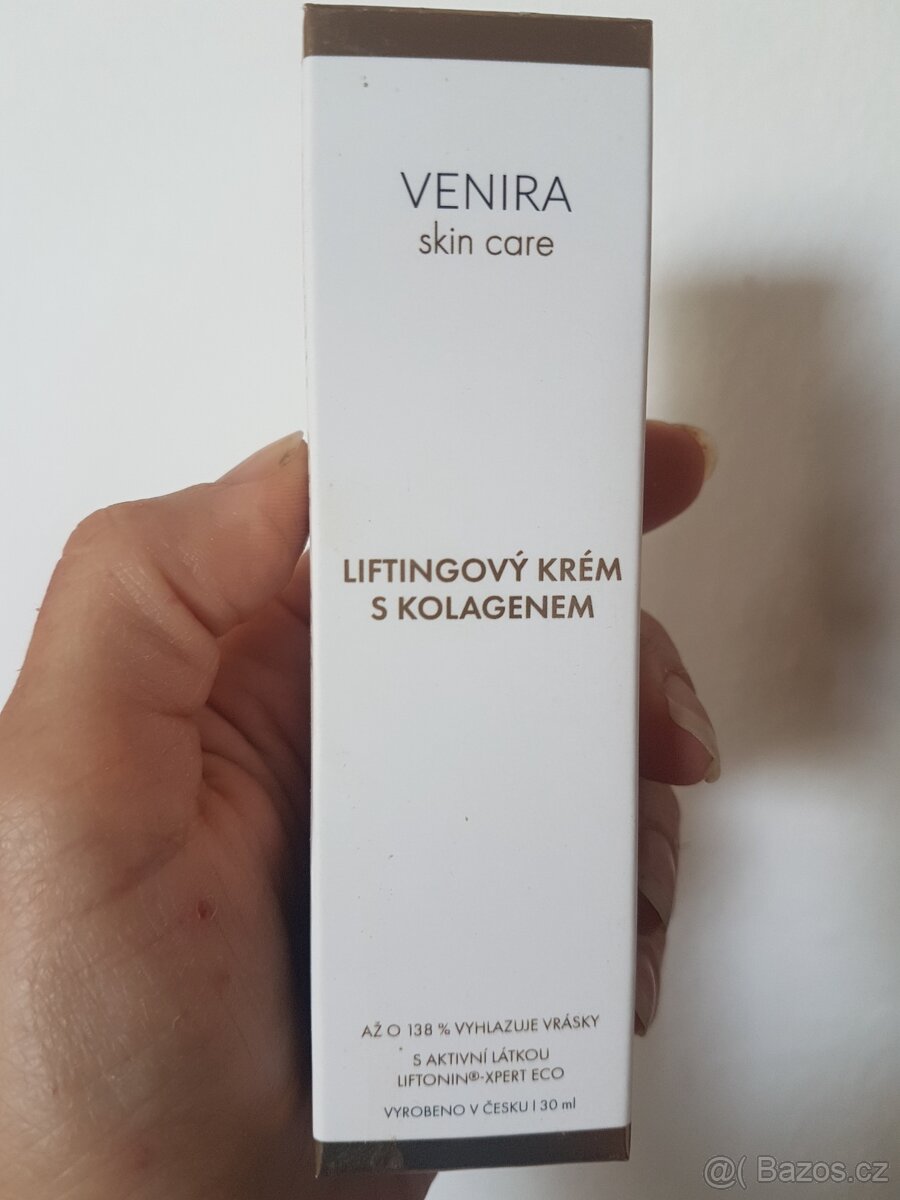 VENIRA
skin care
LIFTINGOVÝ KRÉM
S KOLAGENEM
AŽ O 138 % VYHLAZUJE VRÁSKY
S AKTIVNÍ LÁTKOU
LIFTONIN®-XPERT ECO
VYROBENO V ČESKU | 30 ml
@( Bazos.cz